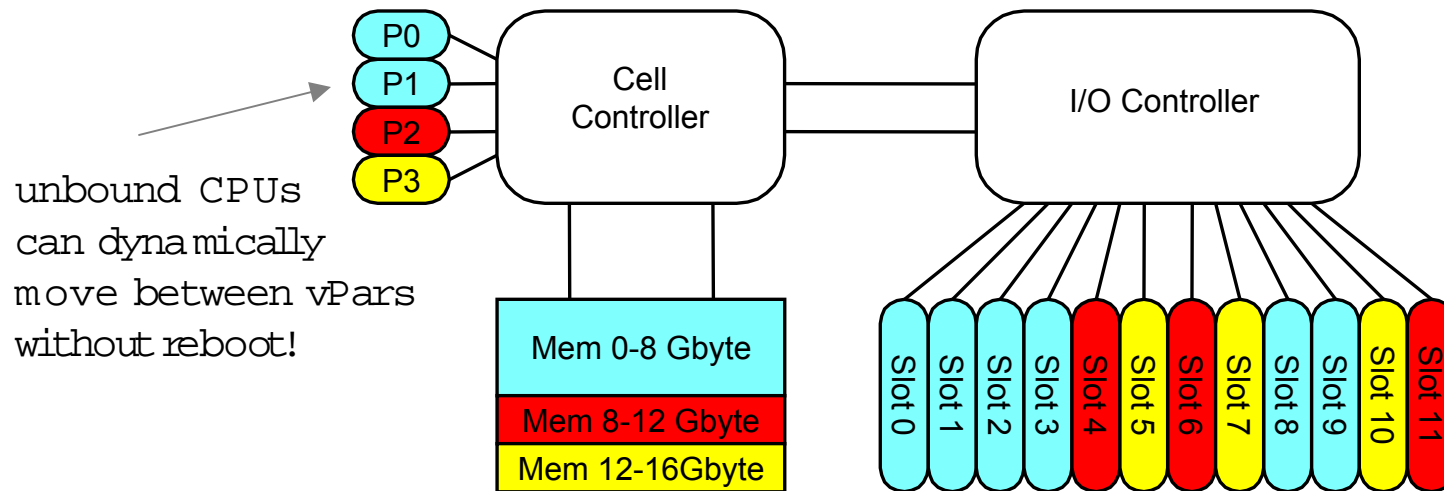 P0
P1
P2
P3
Cell
Controller
I/O Controller
unbound CPUs
can dynamically
move between vPars
without reboot!
Mem 0-8 Gbyte
Mem 8-12 Gbyte
Mem 12-16Gbyte
Slot 0
Slot 1
Slot 2
Slot 3
Slot 4
Slot 5
Slot 6
Slot 7
Slot 8
Slot 9
Slot 10
Slot 11